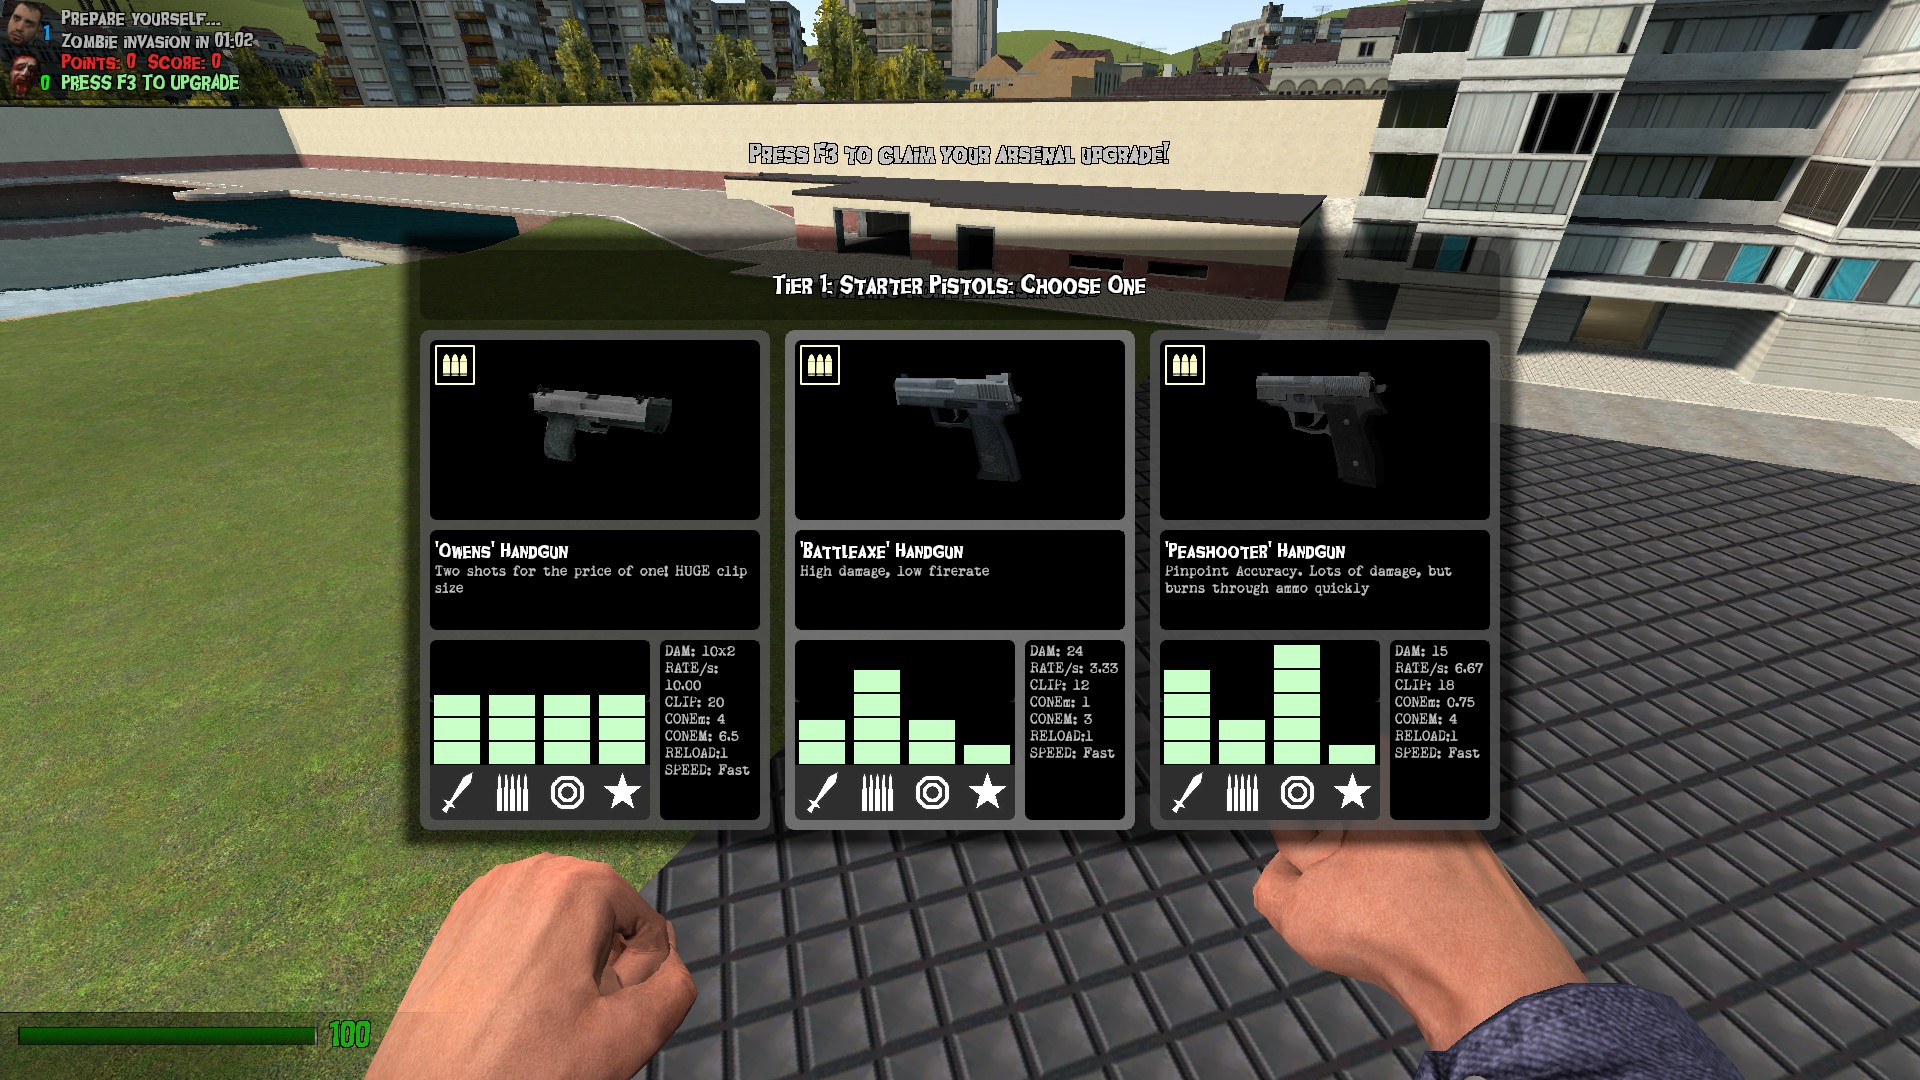 Prepare yourself...
1
Zombie invasion in 01:02
Points: 0 Score: 0
0
Press F3 to upgrade
Press F3 to claim your arsenal upgrade!
Tier 1: Starter Pistols: Choose One
'Owens' Handgun
Two shots for the price of one! HUGE clip
size
DAM: 10x2
RATE/s:
10.00
CLIP: 20
CONEm: 4
CONEM: 6.5
RELOAD:1
SPEED: Fast
'Battleaxe' Handgun
High damage, low firerate
DAM: 24
RATE/s: 3.33
CLIP: 12
CONEm: 1
CONEM: 3
RELOAD:1
SPEED: Fast
'Peashooter' Handgun
Pinpoint Accuracy. Lots of damage, but
burns through ammo quickly
DAM: 15
RATE/s: 6.67
CLIP: 18
CONEm: 0.75
CONEM: 4
RELOAD:1
SPEED: Fast
100